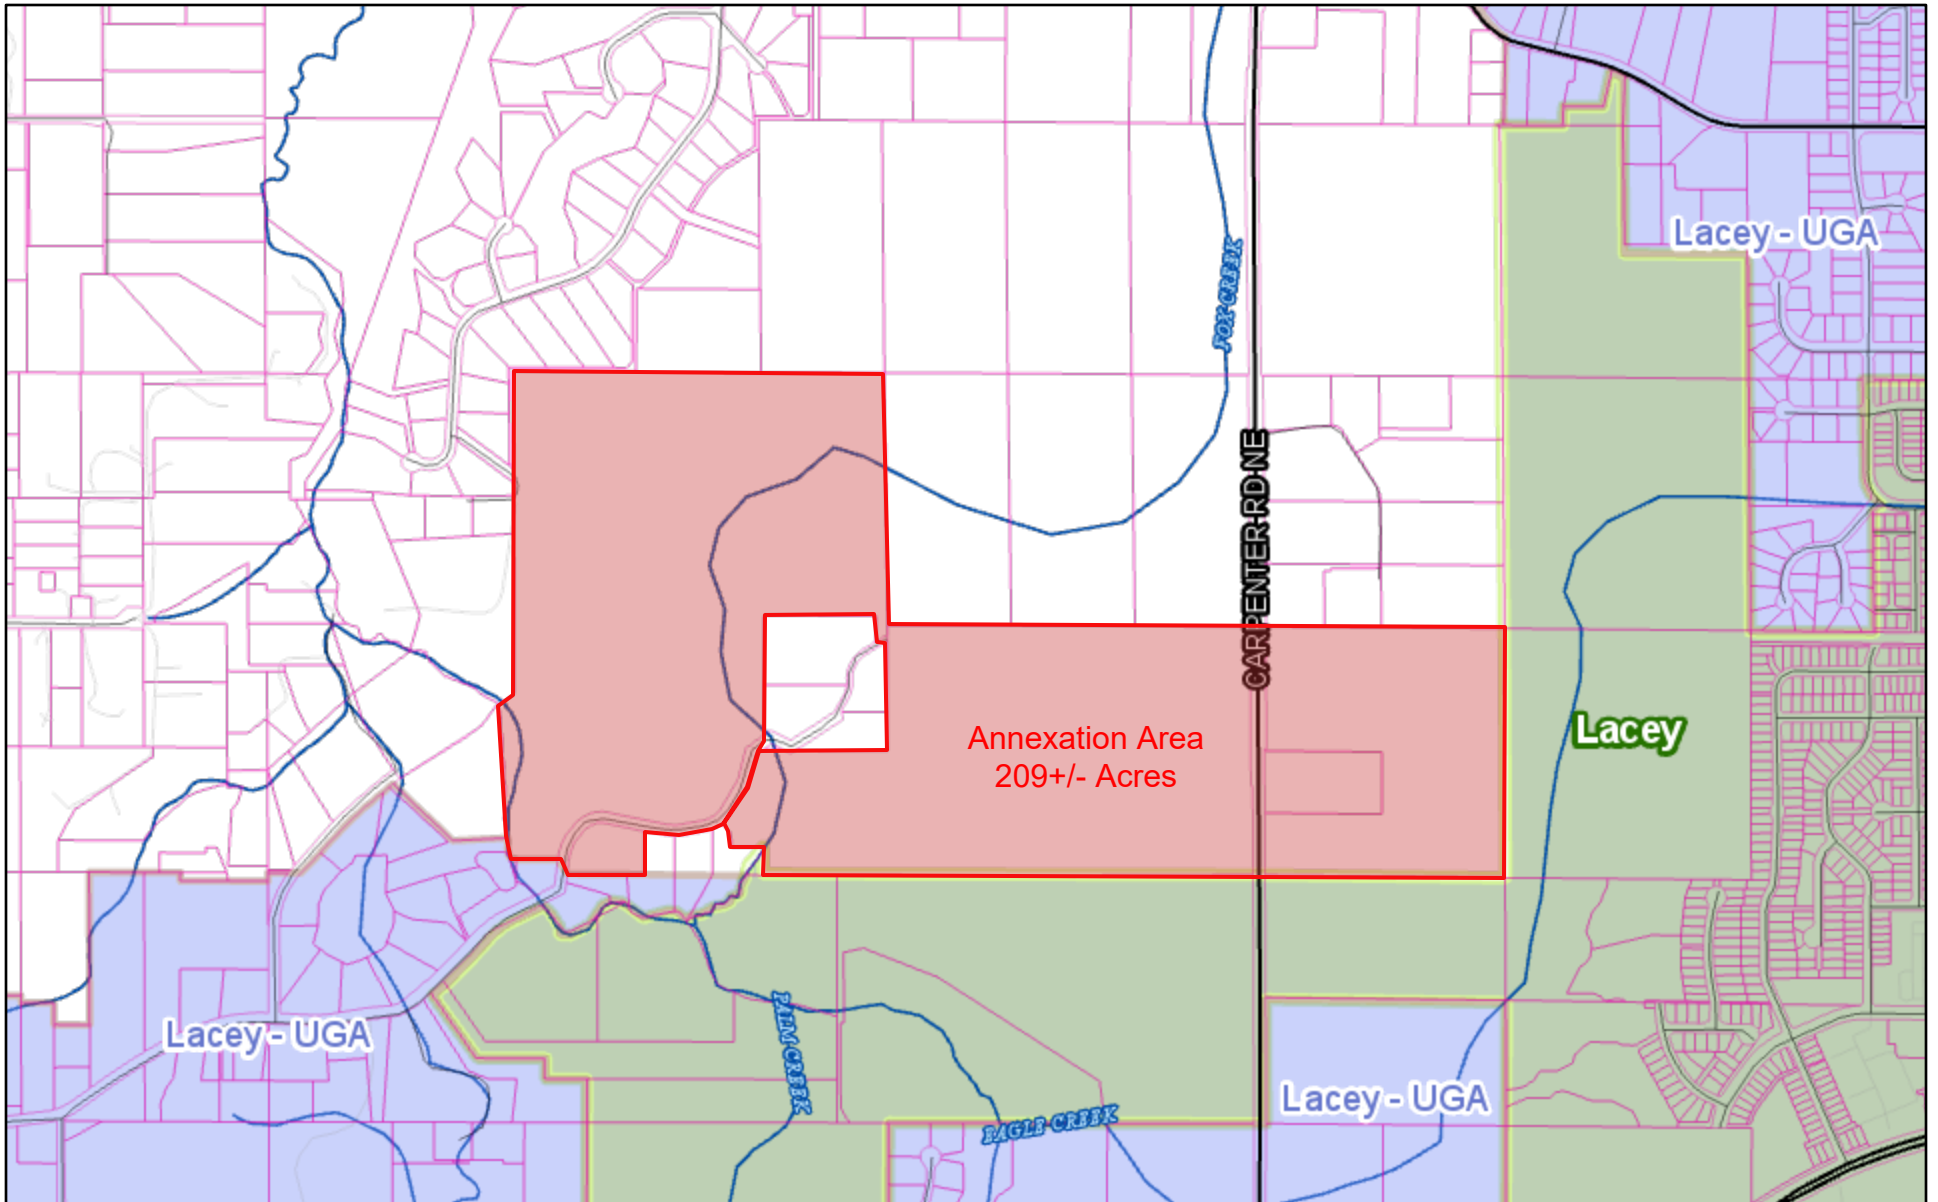 Lacey - UGA
FOX CREEK
CARPENTER RD NE
Lacey
Annexation Area
209+/- Acres
Lacey - UGA
PALM CREEK
Lacey - UGA
EAGLE CREEK